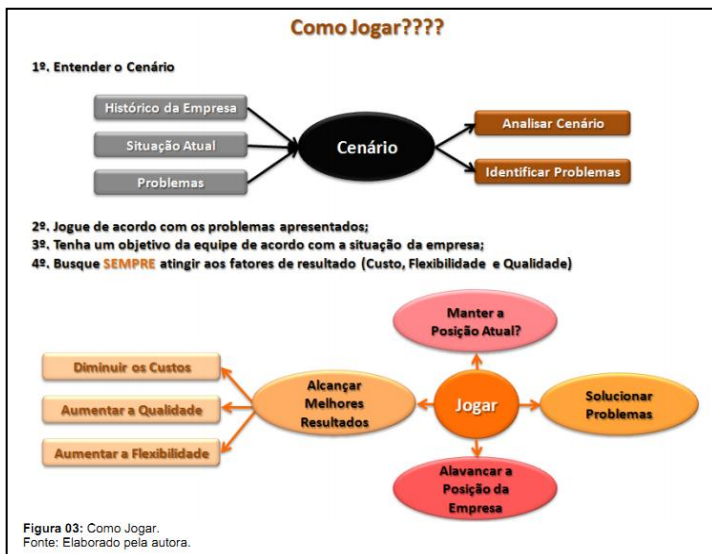 Como Jogar????
1º. Entender o Cenário
Histórico da Empresa
Situação Atual
Problemas
Cenário
Analisar Cenário
Identificar Problemas
2º. Jogue de acordo com os problemas apresentados;
3º. Tenha um objetivo da equipe de acordo com a situação da empresa;
4º. Busque SEMPRE atingir aos fatores de resultado (Custo, Flexibilidade e Qualidade)
Manter a
Posição Atual?
Diminuir os Custos
Aumentar a Qualidade
Aumentar a Flexibilidade
Alcançar
Melhores
Resultados
Jogar
Solucionar
Problemas
Alavancar a
Posição da
Empresa
Figura 03: Como Jogar.
Fonte: Elaborado pela autora.